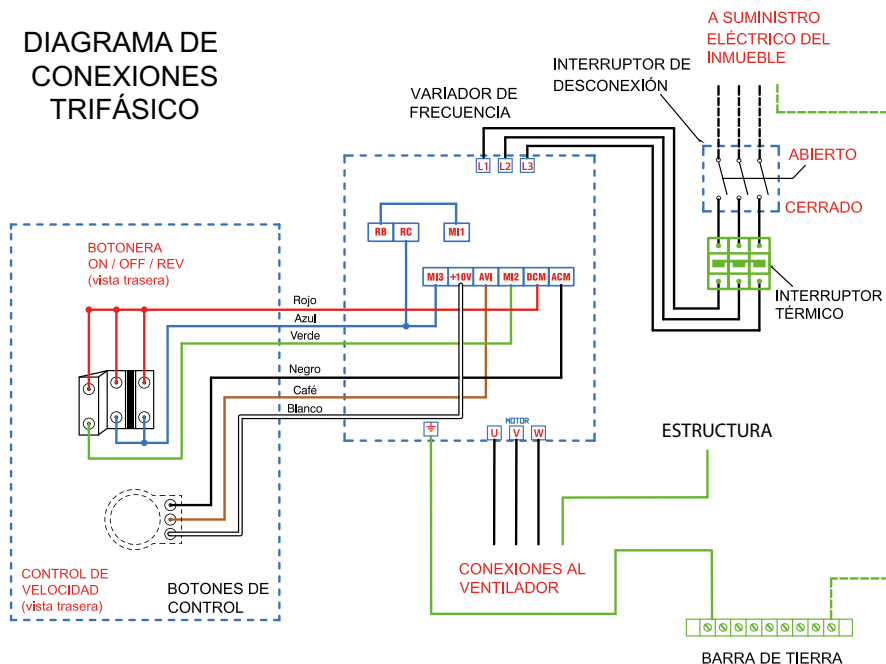 DIAGRAMA DE
CONEXIONES
TRIFÁSICO
A SUMINISTRO
ELÉCTRICO DEL
INMUEBLE
INTERRUPTOR DE
DESCONEXIÓN
VARIADOR DE
FRECUENCIA
ABIERTO
CERRADO
INTERRUPTOR
TÉRMICO
L1 L2 L3
RB RC MI1
MI3 +10V AVI MI2 DCM ACM
BOTONERA
ON / OFF / REV
(vista trasera)
Rojo
Azul
Verde
Negro
Café
Blanco
MOTOR
U V W
ESTRUCTURA
CONEXIONES AL
VENTILADOR
CONTROL DE
VELOCIDAD
(vista trasera)
BOTONES DE
CONTROL
BARRA DE TIERRA